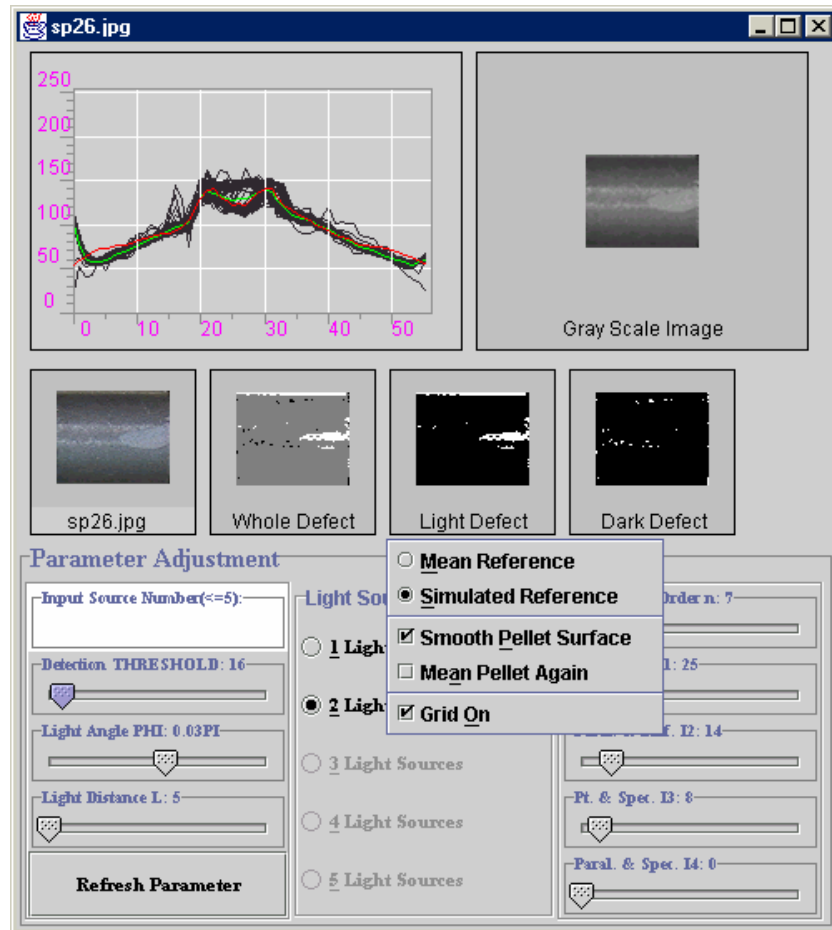 sp26.jpg
250
200
150
100
50
0
0 10 20 30 40 50
Gray Scale Image
sp26.jpg
Whole Defect
Light Defect
Dark Defect
Parameter Adjustment
Input Source Number(<=5):
Detection THRESHOLD: 16
Light Angle PHI: 0.03PI
Light Distance L: 5
Refresh Parameter
Light Sou
1 Light
2 Light
3 Light Sources
4 Light Sources
5 Light Sources
Mean Reference
Simulated Reference
Smooth Pellet Surface
Mean Pellet Again
Grid On
Order n: 7
1: 25
I2: 14
Pt. & Spec. I3: 8
Paral. & Spec. I4: 0